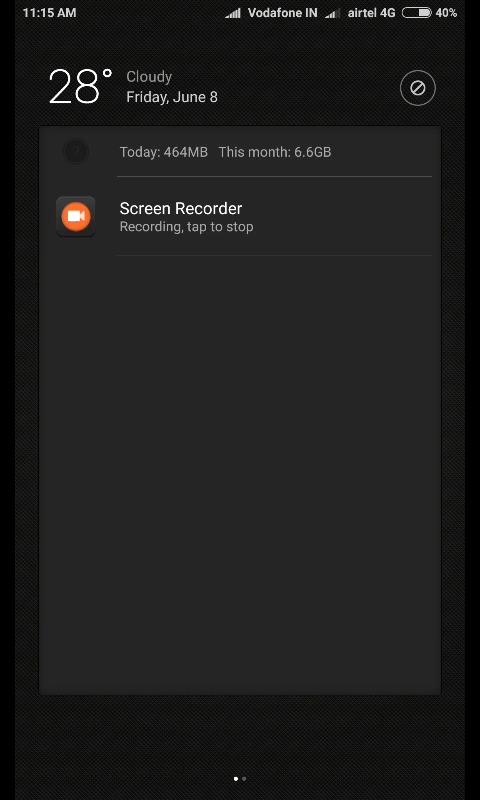 11:15 AM Vodafone IN airtel 4G 40%
28° Cloudy
Friday, June 8
Today: 464MB This month: 6.6GB
Screen Recorder
Recording, tap to stop